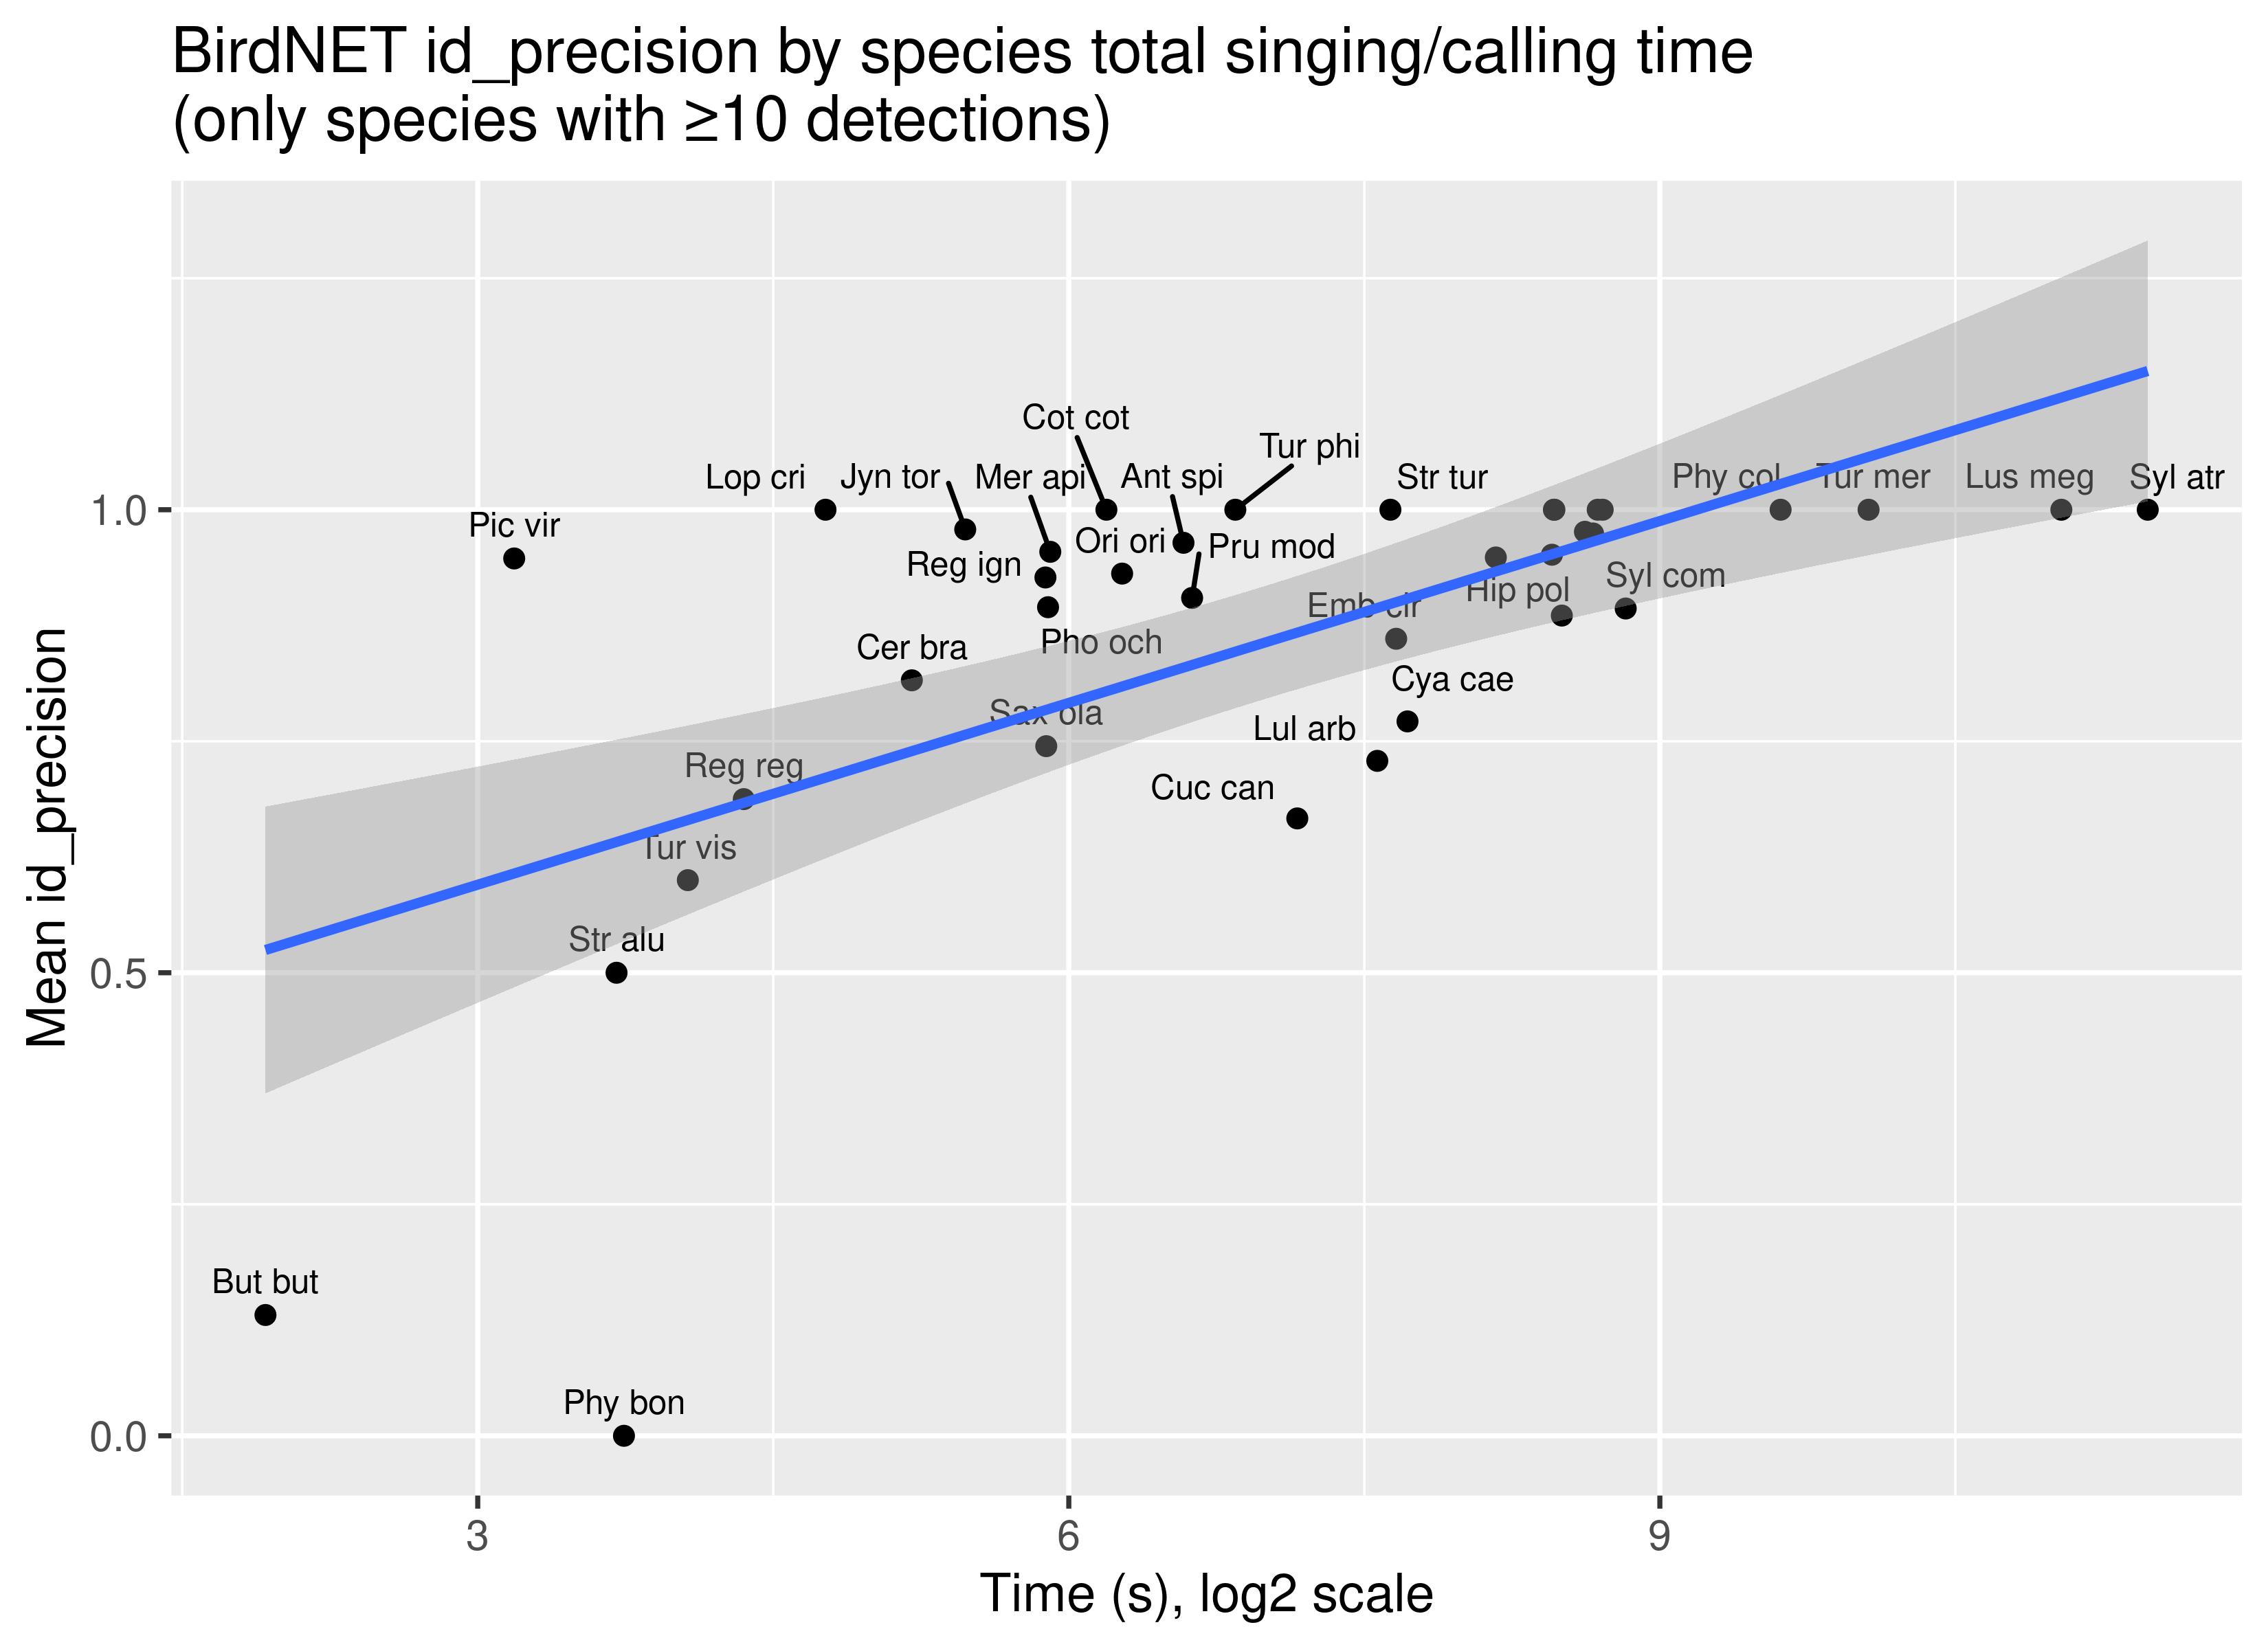 BirdNET id_precision by species total singing/calling time
(only species with ≥10 detections)
Mean id_precision
1.0
0.5
0.0
Cot cot
Tur phi
Lop cri
Jyn tor
Mer api
Ant spi
Str tur
Phy col
Tur mer
Lus meg
Syl atr
Pic vir
Ori ori
Pru mod
Reg ign
Syl com
Hip pol
Emb cir
Pho och
Cer bra
Cya cae
Sax ola
Lul arb
Reg reg
Cuc can
Tur vis
Str alu
But but
Phy bon
3
6
9
Time (s), log2 scale